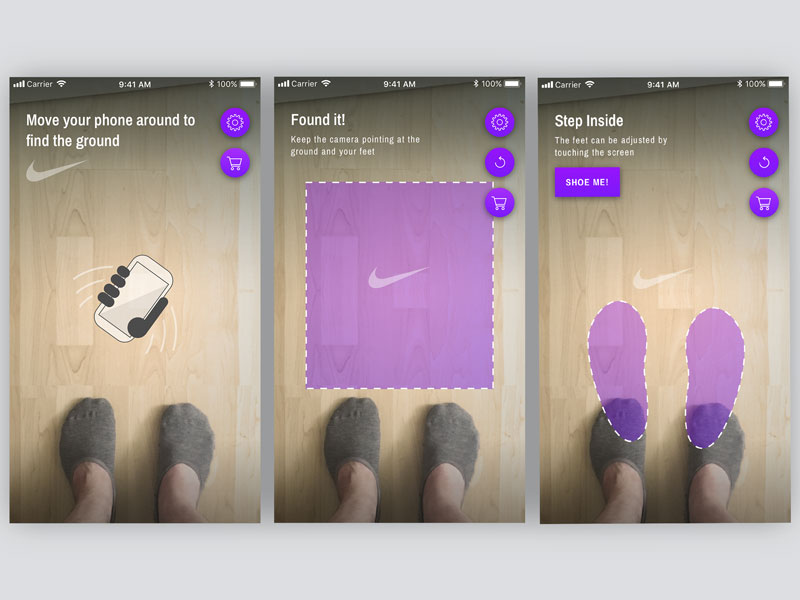 Carrier 9:41 AM 100%
Move your phone around to
find the ground
Carrier 9:41 AM 100%
Found it!
Keep the camera pointing at the
ground and your feet
Carrier 9:41 AM 100%
Step Inside
The feet can be adjusted by
touching the screen
SHOE ME!